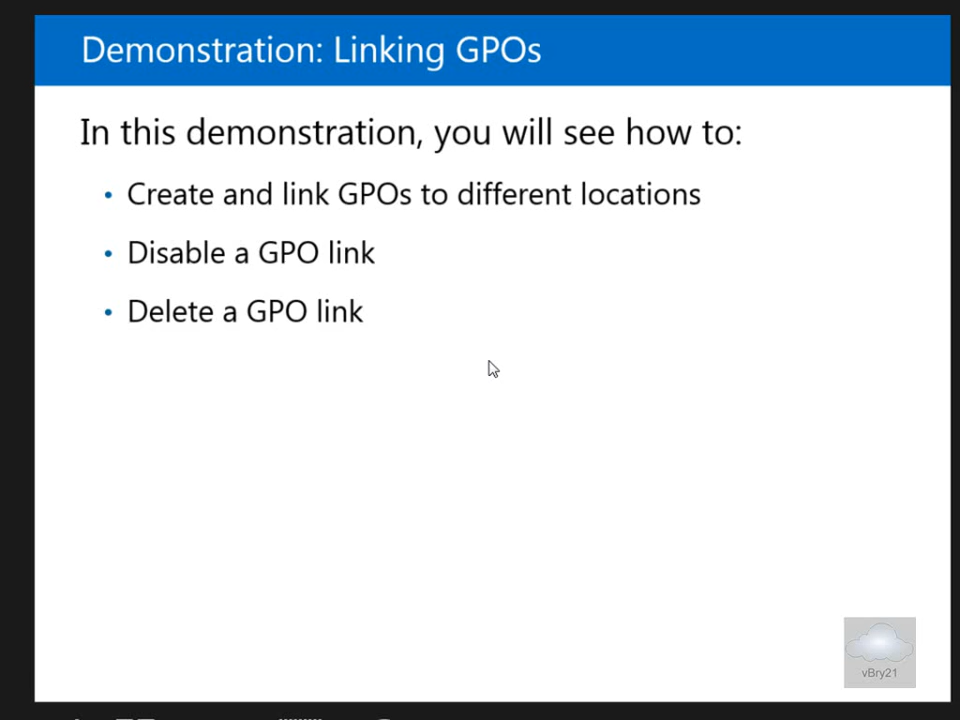 Demonstration: Linking GPOs
In this demonstration, you will see how to:
• Create and link GPOs to different locations
• Disable a GPO link
• Delete a GPO link
vBry21